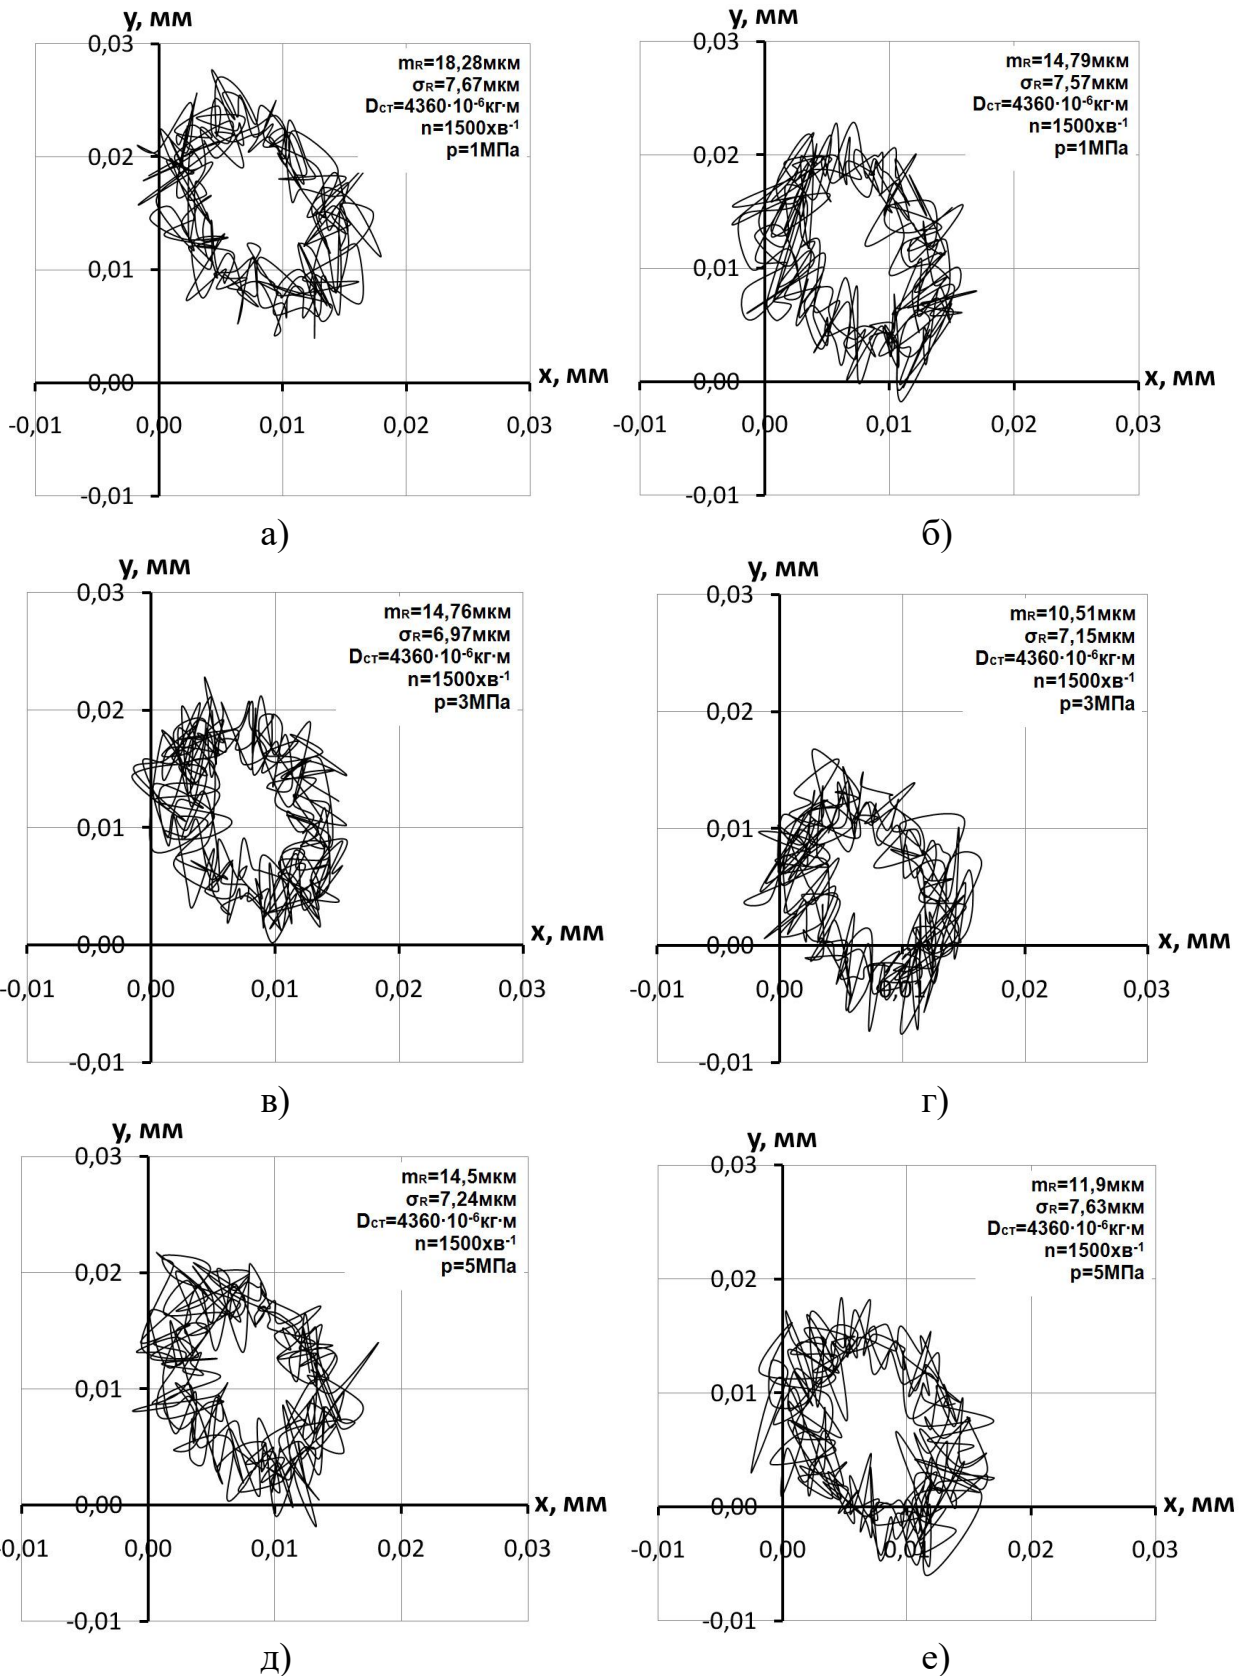 y, мм
0,03
mR=18,28мкм
σR=7,67мкм
Dст=4360·10-6кг·м
n=1500хв-1
p=1МПа
0,02
0,01
0,00
x, мм
-0,01 0,00 0,01 0,02 0,03
-0,01
а)
y, мм
0,03
mR=14,79мкм
σR=7,57мкм
Dст=4360·10-6кг·м
n=1500хв-1
p=1МПа
0,02
0,01
0,00
x, мм
-0,01 0,00 0,01 0,02 0,03
-0,01
б)
y, мм
0,03
mR=14,76мкм
σR=6,97мкм
Dст=4360·10-6кг·м
n=1500хв-1
p=3МПа
0,02
0,01
0,00
x, мм
-0,01 0,00 0,01 0,02 0,03
-0,01
в)
y, мм
0,03
mR=10,51мкм
σR=7,15мкм
Dст=4360·10-6кг·м
n=1500хв-1
p=3МПа
0,02
0,01
0,00
x, мм
-0,01 0,00 0,01 0,02 0,03
-0,01
г)
y, мм
0,03
mR=14,5мкм
σR=7,24мкм
Dст=4360·10-6кг·м
n=1500хв-1
p=5МПа
0,02
0,01
0,00
x, мм
0,01 0,00 0,01 0,02 0,03
-0,01
д)
y, мм
0,03
mR=11,9мкм
σR=7,63мкм
Dст=4360·10-6кг·м
n=1500хв-1
p=5МПа
0,02
0,01
0,00
x, мм
-0,01 0,00 0,01 0,02 0,03
-0,01
е)